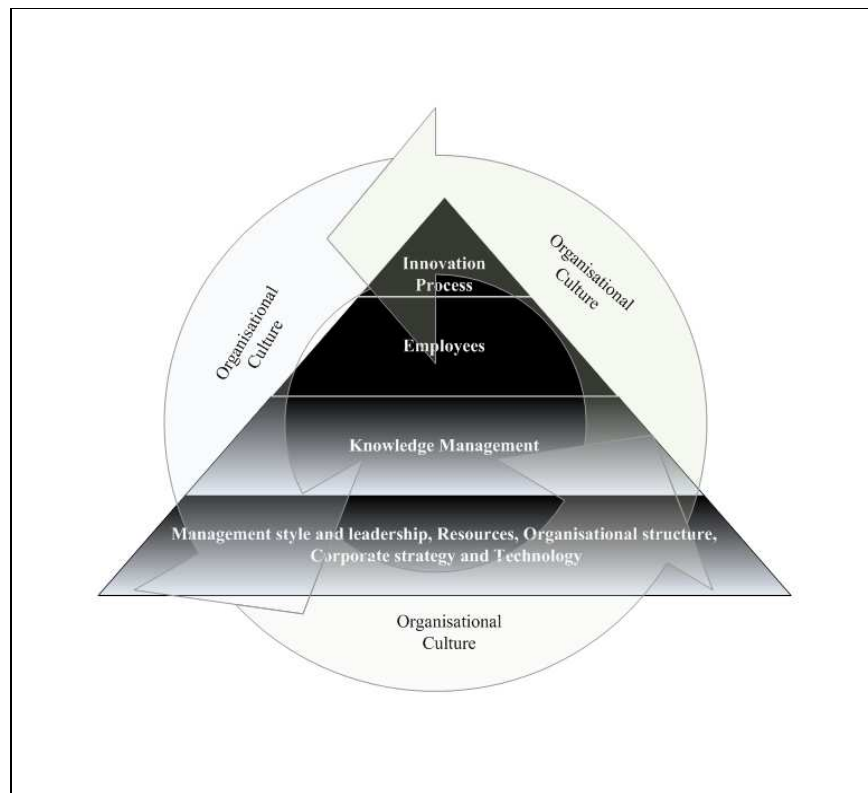 Innovation
Process
Employees
Knowledge Management
Management style and leadership, Resources, Organisational structure,
Corporate strategy and Technology
Organisational
Culture
Organisational
Culture
Organisational
Culture